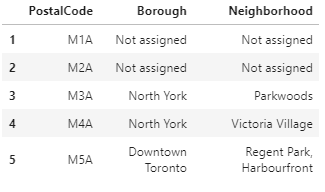 PostalCode Borough Neighborhood
1 M1A Not assigned Not assigned
2 M2A Not assigned Not assigned
3 M3A North York Parkwoods
4 M4A North York Victoria Village
5 M5A Downtown Toronto Regent Park, Harbourfront